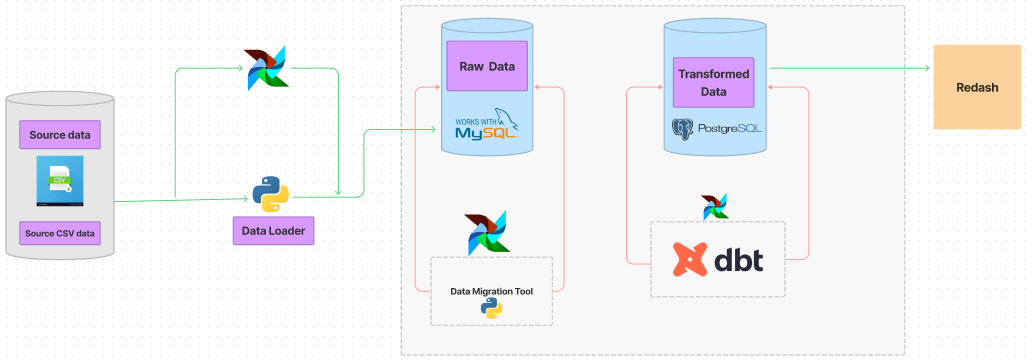 Source data
CSV
Source CSV data
Data Loader
Raw Data
WORKS WITH
MySQL
Data Migration Tool
Transformed
Data
PostgreSQL
dbt
Redash